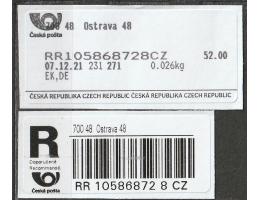 700 48 Ostrava 48
Česká pošta
RR105868728CZ 52.00
07.12.21 231 271 0.026kg
EK,DE
ČESKÁ REPUBLIKA CZECH REPUBLIC ČESKÁ REPUBLIKA CZECH REPUBLIC
R 700 48 Ostrava 48
Doporučeně
Recommandé
Česká pošta
RR 10586872 8 CZ